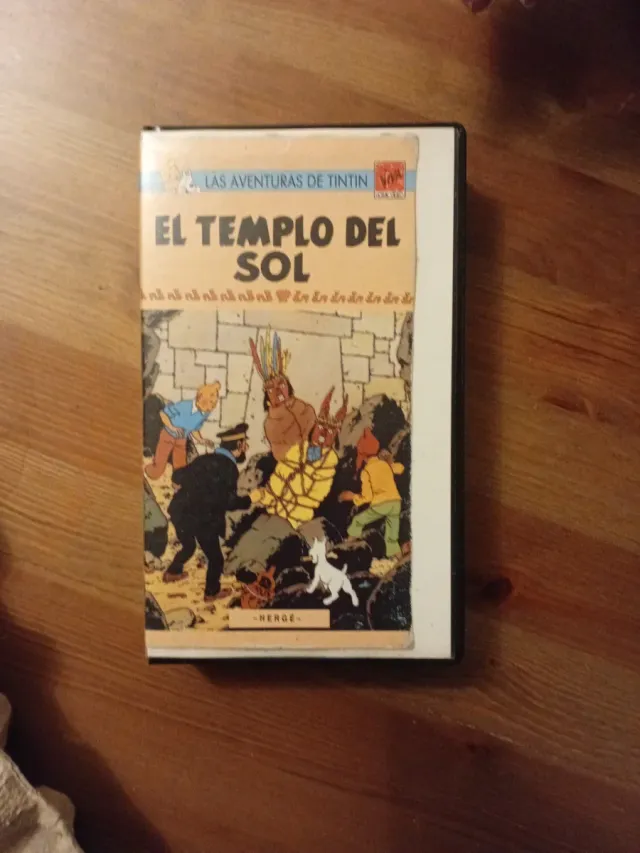 LAS AVENTURAS DE TINTIN
EL TEMPLO DEL
SOL
-HERGÉ-